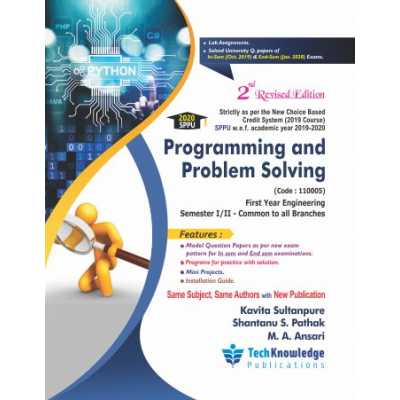 PHP
C#
PYTHON
• Lab Assignments.
• Solved University Q. papers of
In-Sem (Oct. 2019) & End-Sem (Jan. 2020) Exams.
2nd Revised Edition
Strictly as per the New Choice Based
Credit System (2019 Course)
SPPU w.e.f. academic year 2019-2020
2020
SPPU
Programming and
Problem Solving
(Code : 110005)
First Year Engineering
Semester I/II - Common to all Branches
Features :
• Model Question Papers as per new exam
pattern for In sem and End sem examinations.
• Programs for practice with solution.
• Mini Projects.
• Installation Guide.
Same Subject, Same Authors with New Publication
Kavita Sultanpure
Shantanu S. Pathak
M. A. Ansari
TechKnowledge
Publications